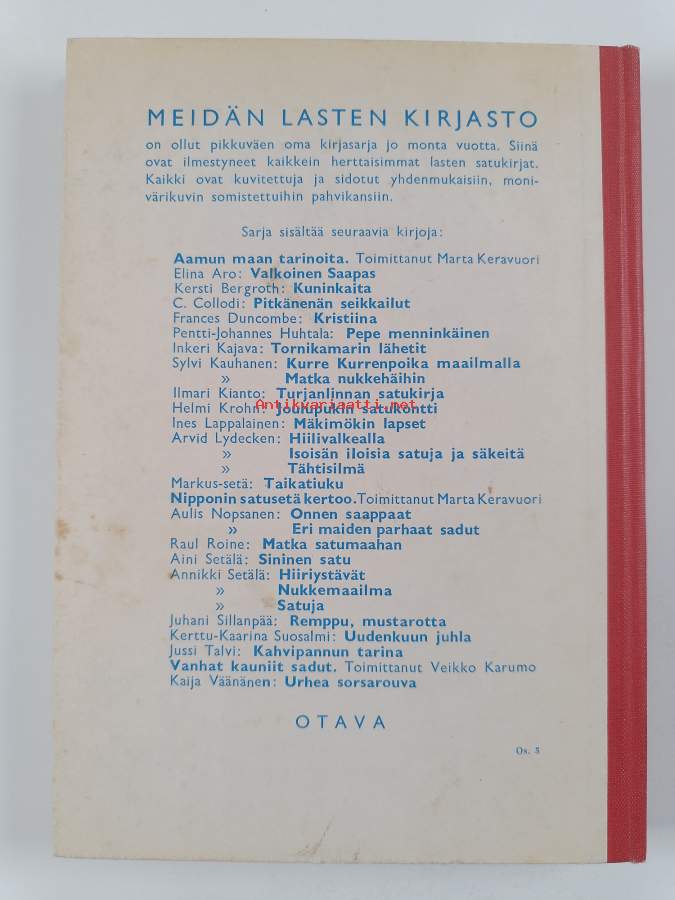 MEIDÄN LASTEN KIRJASTO
on ollut pikkuväen oma kirjasarja jo monta vuotta. Siinä
ovat ilmestyneet kaikkein herttaisimmat lasten satukirjat.
Kaikki ovat kuvitettuja ja sidotut yhdenmukaisiin, moni-
värikuvin somistettuihin pahvikansiin.
Sarja sisältää seuraavia kirjoja:
Aamun maan tarinoita. Toimittanut Marta Keravuori
Elina Aro: Valkoinen Saapas
Kersti Bergroth: Kuninkaita
C. Collodi: Pitkänenän seikkailut
Frances Duncombe: Kristiina
Pentti-Johannes Huhtala: Pepe menninkäinen
Inkeri Kajava: Tornikamarin lähetit
Sylvi Kauhanen: Kurre Kurrenpoika maailmalla
» Matka nukkehäihin
Ilmari Kianto: Turjanlinnan satukirja
Antikvariaatti.net
Helmi Krohn: Joulupukin satukontti
Ines Lappalainen: Mäkimökin lapset
Arvid Lydecken: Hiilivalkealla
» Isoisän iloisia satuja ja säkeitä
» Tähtisilmä
Markus-setä: Taikatiuku
Nipponin satusetä kertoo. Toimittanut Marta Keravuori
Aulis Nopsanen: Onnen saappaat
» Eri maiden parhaat sadut
Raul Roine: Matka satumaahan
Aini Setälä: Sininen satu
Annikki Setälä: Hiiriystävät
» Nukkemaailma
» Satuja
Juhani Sillanpää: Remppu, mustarotta
Kerttu-Kaarina Suosalmi: Uudenkuun juhla
Jussi Talvi: Kahvipannun tarina
Vanhat kauniit sadut. Toimittanut Veikko Karumo
Kaija Väänänen: Urhea sorsarouva
OTAVA
Os. 5